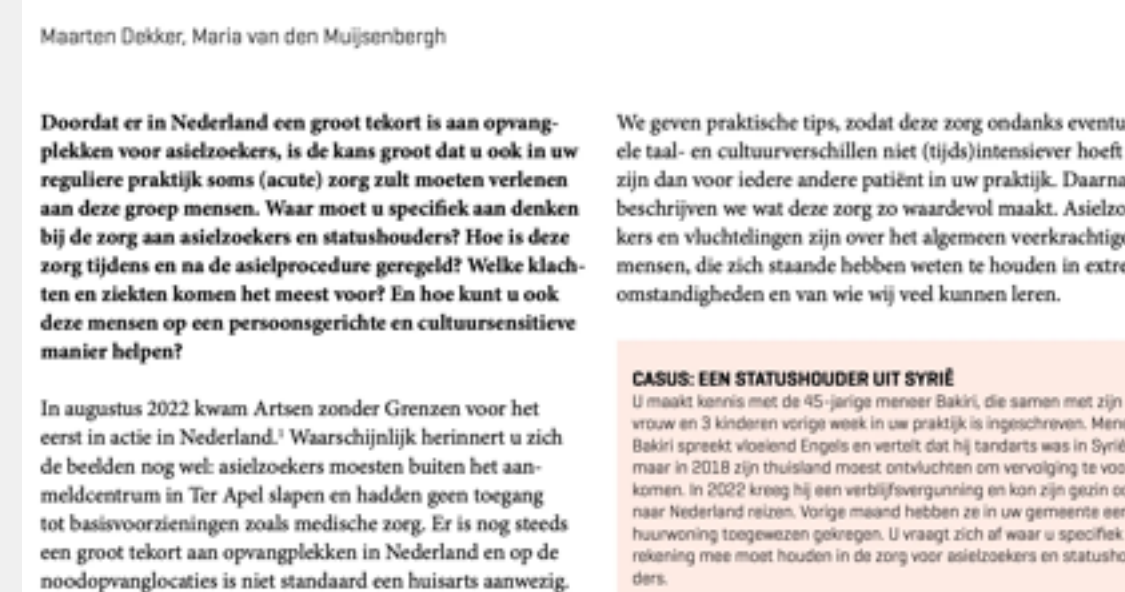 Maarten Dekker, Maria van den Muijsenbergh
Doordat er in Nederland een groot tekort is aan opvang-
plekken voor asielzoekers, is de kans groot dat u ook in uw
reguliere praktijk soms (acute) zorg zult moeten verlenen
aan deze groep mensen. Waar moet u specifiek aan denken
bij de zorg aan asielzoekers en statushouders? Hoe is deze
zorg tijdens en na de asielprocedure geregeld? Welke klach-
ten en ziekten komen het meest voor? En hoe kunt u ook
deze mensen op een persoonsgerichte en cultuursensitieve
manier helpen?
In augustus 2022 kwam Artsen zonder Grenzen voor het
eerst in actie in Nederland.¹ Waarschijnlijk herinnert u zich
de beelden nog wel: asielzoekers moesten buiten het aan-
meldcentrum in Ter Apel slapen en hadden geen toegang
tot basisvoorzieningen zoals medische zorg. Er is nog steeds
een groot tekort aan opvangplekken in Nederland en op de
noodopvanglocaties is niet standaard een huisarts aanwezig.
We geven praktische tips, zodat deze zorg ondanks eventu
ele taal- en cultuurverschillen niet (tijds)intensiever hoeft
zijn dan voor iedere andere patiënt in uw praktijk. Daarna
beschrijven we wat deze zorg zo waardevol maakt. Asielzo
kers en vluchtelingen zijn over het algemeen veerkrachtige
mensen, die zich staande hebben weten te houden in extre
omstandigheden en van wie wij veel kunnen leren.
CASUS: EEN STATUSHOUDER UIT SYRIË
U maakt kennis met de 45-jarige meneer Bakiri, die samen met zijn
vrouw en 3 kinderen vorige week in uw praktijk is ingeschreven. Mene
Bakiri spreekt vloeiend Engels en vertelt dat hij tandarts was in Syrië
maar in 2018 zijn thuisland moest ontvluchten om vervolging te voo
komen. In 2022 kreeg hij een verblijfsvergunning en kon zijn gezin oo
naar Nederland reizen. Vorige maand hebben ze in uw gemeente een
huurwoning toegewezen gekregen. U vraagt zich af waar u specifiek
rekening mee moet houden in de zorg voor asielzoekers en statusho
ders.